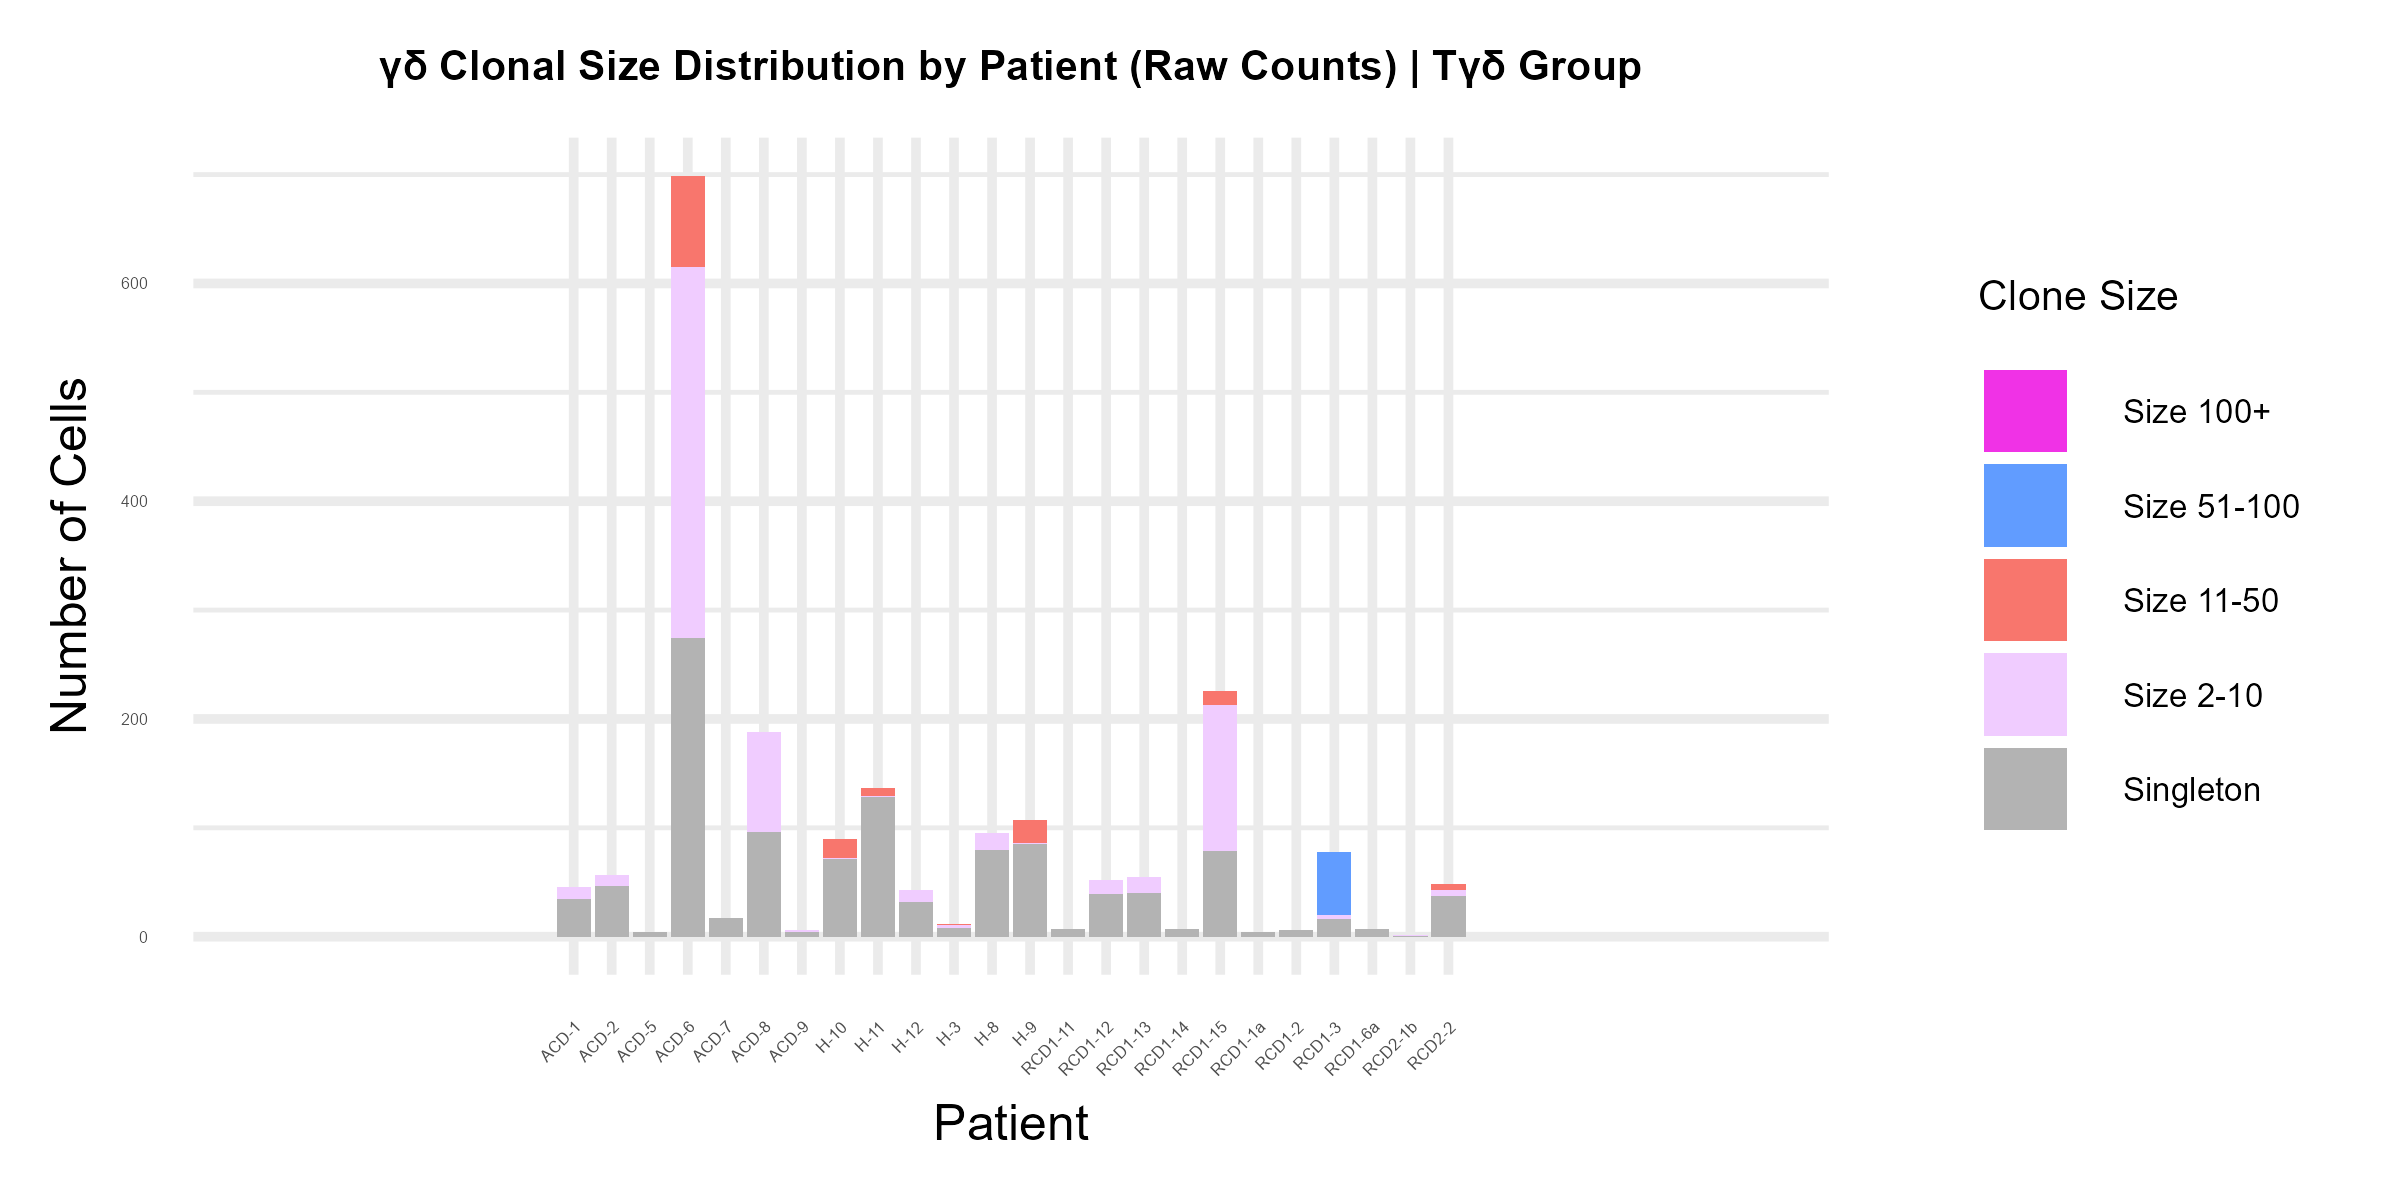 γδ Clonal Size Distribution by Patient (Raw Counts) | Tγδ Group
Number of Cells
600
400
200
0
ACD-1
ACD-2
ACD-5
ACD-6
ACD-7
ACD-8
ACD-9
H-10
H-11
H-12
H-3
H-8
H-9
RCD1-11
RCD1-12
RCD1-13
RCD1-14
RCD1-15
RCD1-1a
RCD1-2
RCD1-3
RCD1-6a
RCD2-1b
RCD2-2
Patient
Clone Size
Size 100+
Size 51-100
Size 11-50
Size 2-10
Singleton